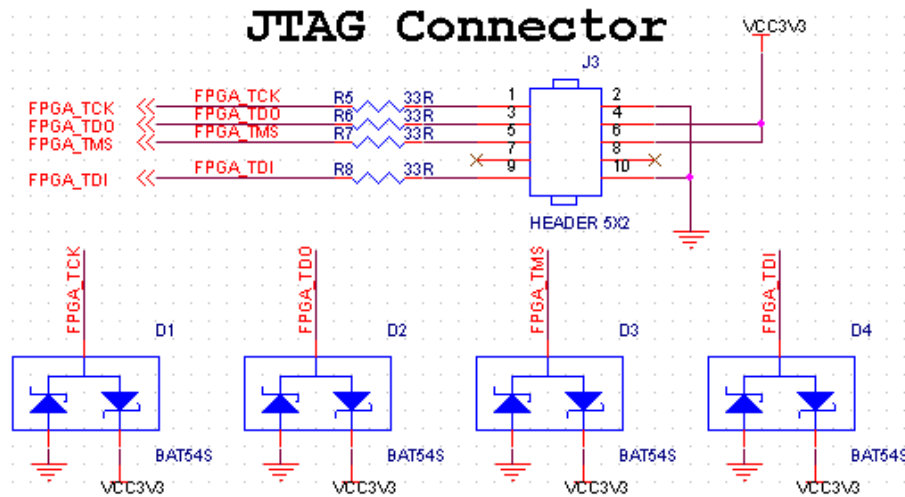 JTAG Connector
VCC3V3
J3
FPGA_TCK FPGA_TCK R5 33R 1 2
FPGA_TDO FPGA_TDO R6 33R 3 4
FPGA_TMS FPGA_TMS R7 33R 5 6
7 8
FPGA_TDI FPGA_TDI R8 33R 9 10
HEADER 5X2
FPGA_TCK D1 FPGA_TDO D2 FPGA_TMS D3 FPGA_TDI D4
BAT54S BAT54S BAT54S BAT54S
VCC3V3 VCC3V3 VCC3V3 VCC3V3